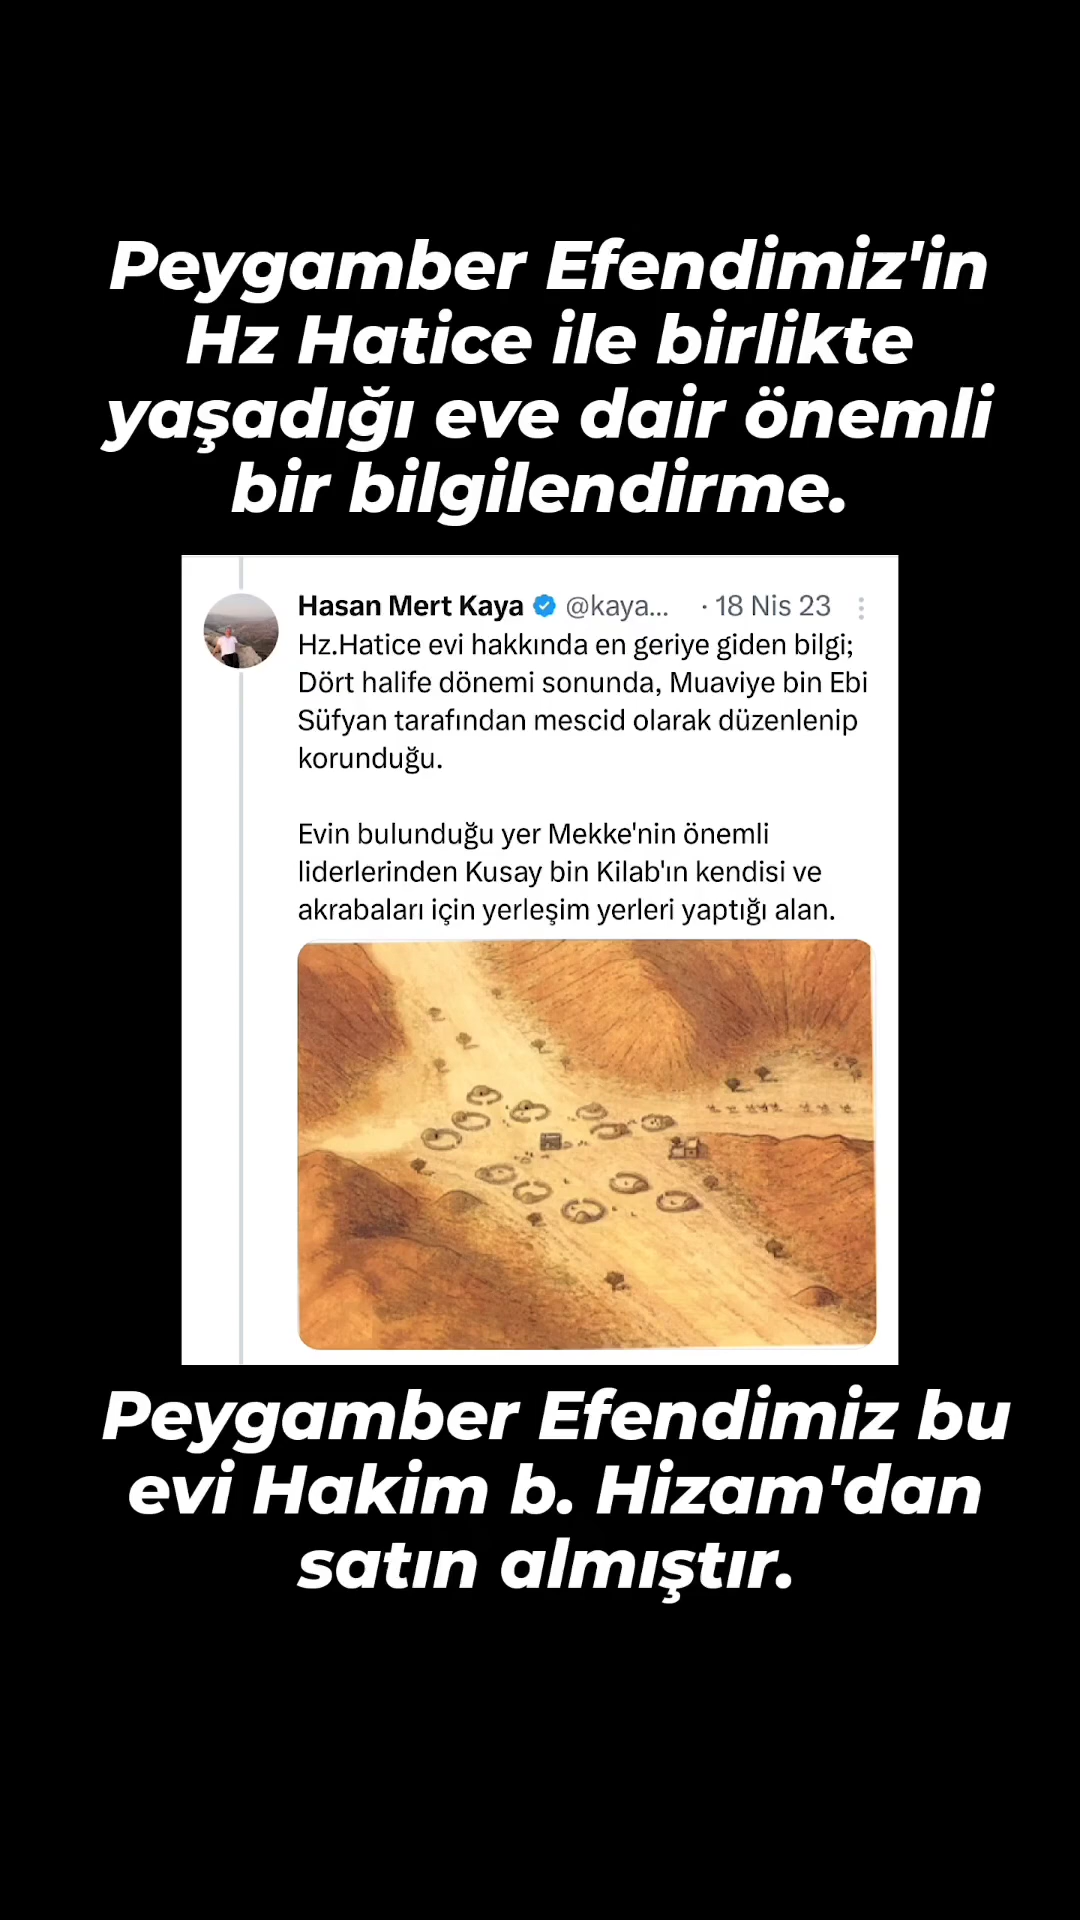 Peygamber Efendimiz'in
Hz Hatice ile birlikte
yaşadığı eve dair önemli
bir bilgilendirme.
Hasan Mert Kaya @kaya... · 18 Nis 23
Hz.Hatice evi hakkında en geriye giden bilgi;
Dört halife dönemi sonunda, Muaviye bin Ebi
Süfyan tarafından mescid olarak düzenlenip
korunduğu.
Evin bulunduğu yer Mekke'nin önemli
liderlerinden Kusay bin Kilab'ın kendisi ve
akrabaları için yerleşim yerleri yaptığı alan.
Peygamber Efendimiz bu
evi Hakim b. Hizam'dan
satın almıştır.